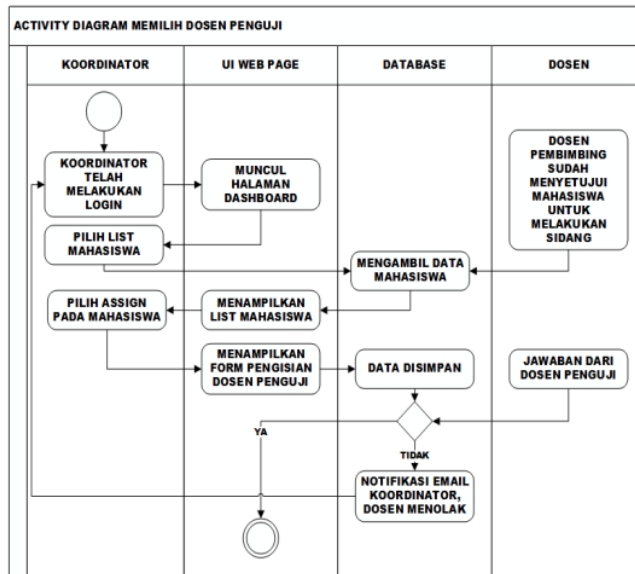 ACTIVITY DIAGRAM MEMILIH DOSEN PENGUJI
KOORDINATOR
UI WEB PAGE
DATABASE
DOSEN
KOORDINATOR
TELAH
MELAKUKAN
LOGIN
MUNCUL
HALAMAN
DASHBOARD
DOSEN
PEMBIMBING
SUDAH
MENYETUJUI
MAHASISWA
UNTUK
MELAKUKAN
SIDANG
PILIH LIST
MAHASISWA
MENGAMBIL DATA
MAHASISWA
PILIH ASSIGN
PADA MAHASISWA
MENAMPILKAN
LIST MAHASISWA
MENAMPILKAN
FORM PENGISIAN
DOSEN PENGUJI
DATA DISIMPAN
JAWABAN DARI
DOSEN PENGUJI
YA
TIDAK
NOTIFIKASI EMAIL
KOORDINATOR,
DOSEN MENOLAK